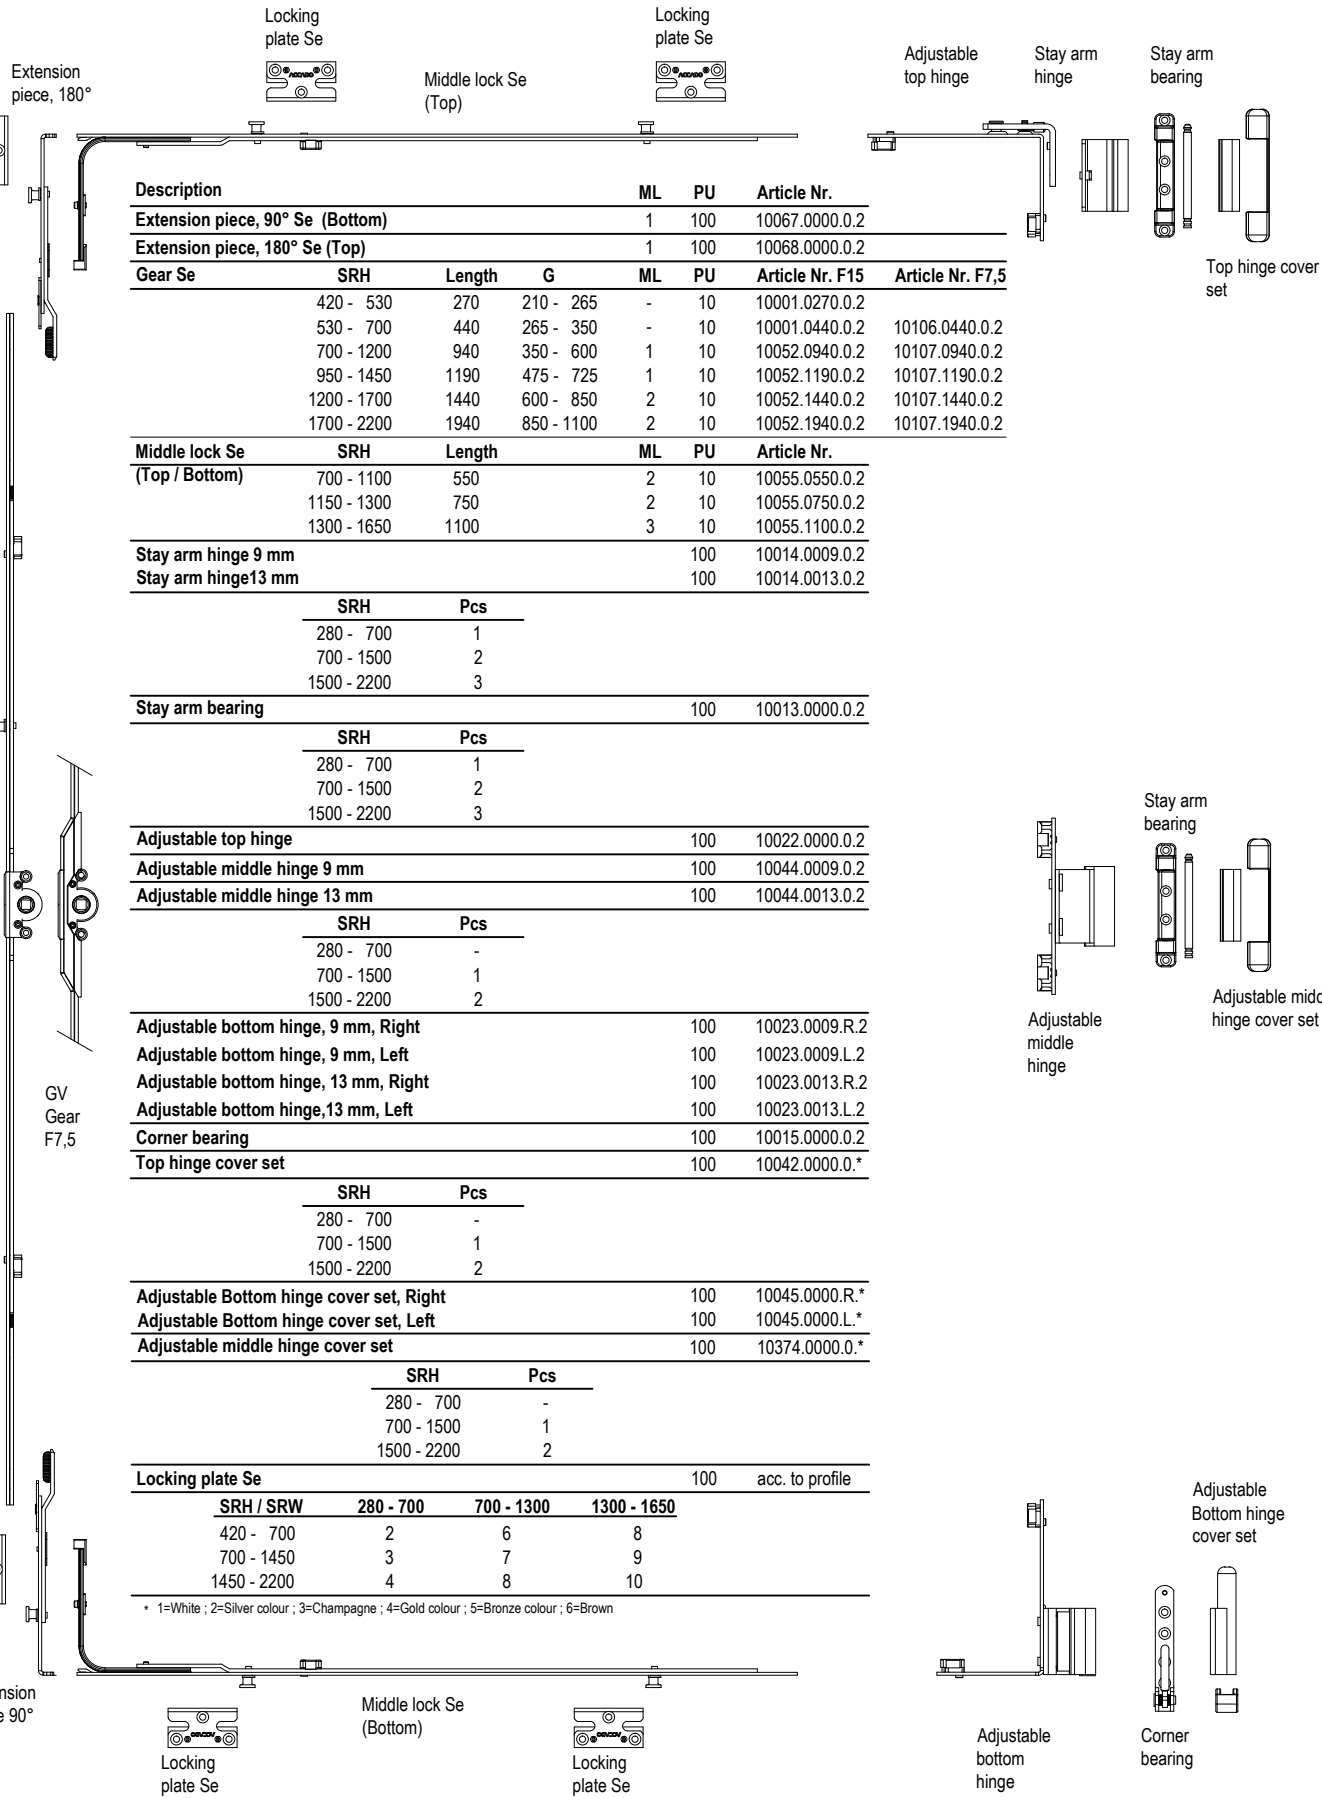 Locking
plate Se
Locking
plate Se
Extension
piece, 180°
Middle lock Se
(Top)
Adjustable
top hinge
Stay arm
hinge
Stay arm
bearing
Top hinge cover
set
Description ML PU Article Nr.
Extension piece, 90° Se (Bottom) 1 100 10067.0000.0.2
Extension piece, 180° Se (Top) 1 100 10068.0000.0.2
Gear Se SRH Length G ML PU Article Nr. F15 Article Nr. F7,5
420 - 530 270 210 - 265 - 10 10001.0270.0.2
530 - 700 440 265 - 350 - 10 10001.0440.0.2 10106.0440.0.2
700 - 1200 940 350 - 600 1 10 10052.0940.0.2 10107.0940.0.2
950 - 1450 1190 475 - 725 1 10 10052.1190.0.2 10107.1190.0.2
1200 - 1700 1440 600 - 850 2 10 10052.1440.0.2 10107.1440.0.2
1700 - 2200 1940 850 - 1100 2 10 10052.1940.0.2 10107.1940.0.2
Middle lock Se SRH Length ML PU Article Nr.
(Top / Bottom) 700 - 1100 550 2 10 10055.0550.0.2
1150 - 1300 750 2 10 10055.0750.0.2
1300 - 1650 1100 3 10 10055.1100.0.2
Stay arm hinge 9 mm 100 10014.0009.0.2
Stay arm hinge13 mm 100 10014.0013.0.2
SRH Pcs
280 - 700 1
700 - 1500 2
1500 - 2200 3
Stay arm bearing 100 10013.0000.0.2
SRH Pcs
280 - 700 1
700 - 1500 2
1500 - 2200 3
Adjustable top hinge 100 10022.0000.0.2
Adjustable middle hinge 9 mm 100 10044.0009.0.2
Adjustable middle hinge 13 mm 100 10044.0013.0.2
SRH Pcs
280 - 700 -
700 - 1500 1
1500 - 2200 2
Adjustable bottom hinge, 9 mm, Right 100 10023.0009.R.2
Adjustable bottom hinge, 9 mm, Left 100 10023.0009.L.2
Adjustable bottom hinge, 13 mm, Right 100 10023.0013.R.2
Adjustable bottom hinge,13 mm, Left 100 10023.0013.L.2
Corner bearing 100 10015.0000.0.2
Top hinge cover set 100 10042.0000.0.*
SRH Pcs
280 - 700 -
700 - 1500 1
1500 - 2200 2
Adjustable Bottom hinge cover set, Right 100 10045.0000.R.*
Adjustable Bottom hinge cover set, Left 100 10045.0000.L.*
Adjustable middle hinge cover set 100 10374.0000.0.*
SRH Pcs
280 - 700 -
700 - 1500 1
1500 - 2200 2
Locking plate Se 100 acc. to profile
SRH / SRW 280 - 700 700 - 1300 1300 - 1650
420 - 700 2 6 8
700 - 1450 3 7 9
1450 - 2200 4 8 10
* 1=White ; 2=Silver colour ; 3=Champagne ; 4=Gold colour ; 5=Bronze colour ; 6=Brown
GV
Gear
F7,5
Stay arm
bearing
Adjustable
middle
hinge
Adjustable midd
hinge cover set
Adjustable
Bottom hinge
cover set
nsion
e 90°
Middle lock Se
(Bottom)
Locking
plate Se
Locking
plate Se
Adjustable
bottom
hinge
Corner
bearing